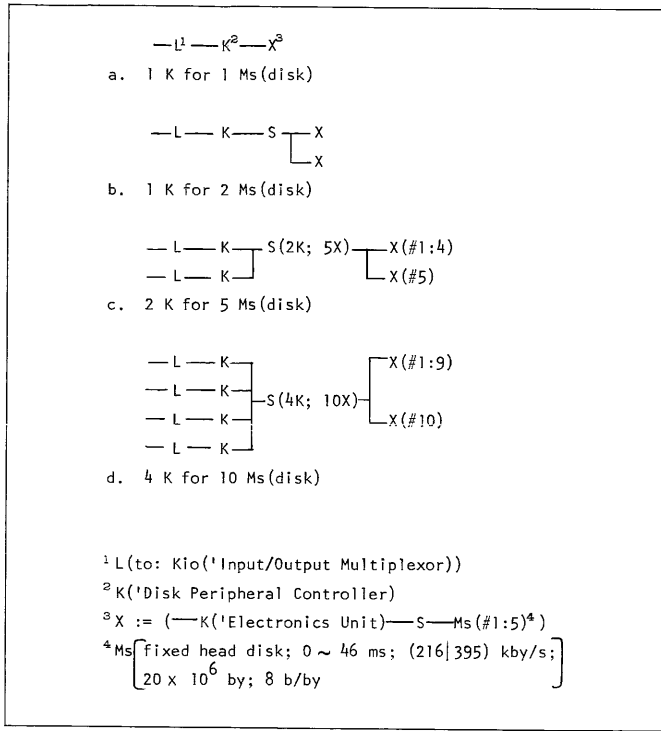 —L¹—K²—X³
a. 1 K for 1 Ms(disk)
—L— K—S—X
X
b. 1 K for 2 Ms(disk)
— L— K—S(2K; 5X)—X(#1:4)
— L— K X(#5)
c. 2 K for 5 Ms(disk)
— L — K X(#1:9)
— L — K
S(4K; 10X)
— L — K X(#10)
— L — K
d. 4 K for 10 Ms(disk)
¹ L(to: Kio('Input/Output Multiplexor))
² K('Disk Peripheral Controller)
³ X := (—K('Electronics Unit)—S—Ms(#1:5)⁴)
⁴ Ms[fixed head disk; 0 ~ 46 ms; (216|395) kby/s;
20 x 10⁶ by; 8 b/by]